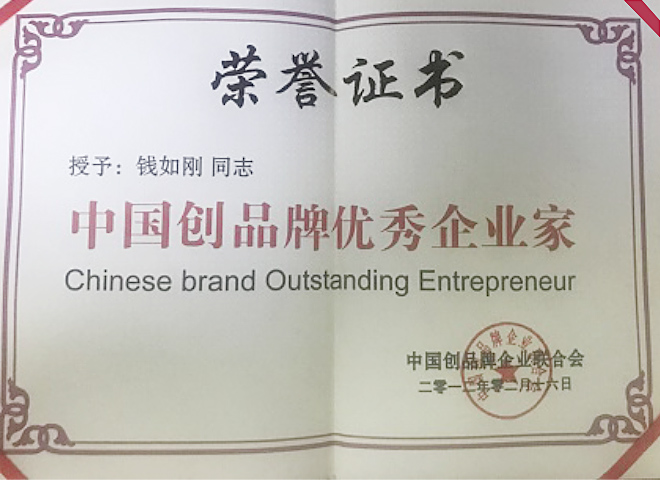 荣誉证书
授予：钱如刚 同志
中国创品牌优秀企业家
Chinese brand Outstanding Entrepreneur
中国创品牌企业联合会
二零一二年零二月十六日